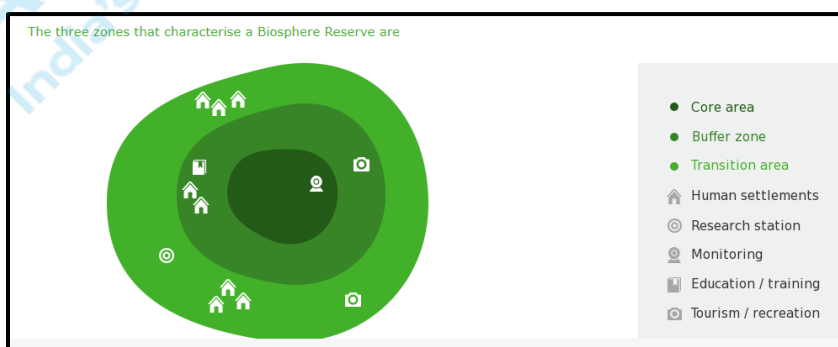 The three zones that characterise a Biosphere Reserve are
India's
Core area
Buffer zone
Transition area
Human settlements
Research station
Monitoring
Education / training
Tourism / recreation